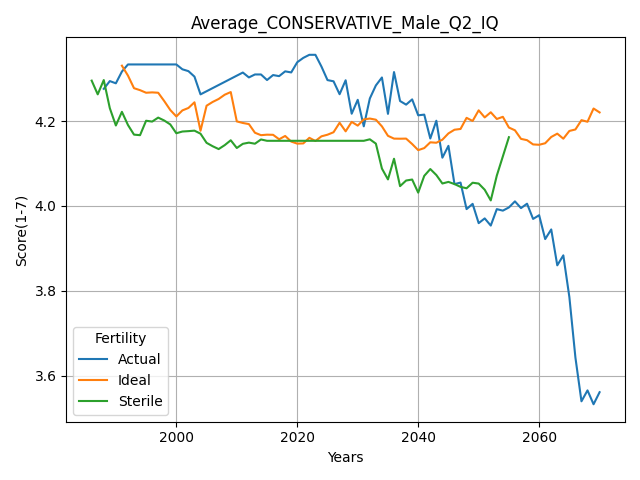 Average_CONSERVATIVE_Male_Q2_IQ
Score(1-7)
4.2
4.0
3.8
3.6
Fertility
Actual
Ideal
Sterile
2000
2020
2040
2060
Years